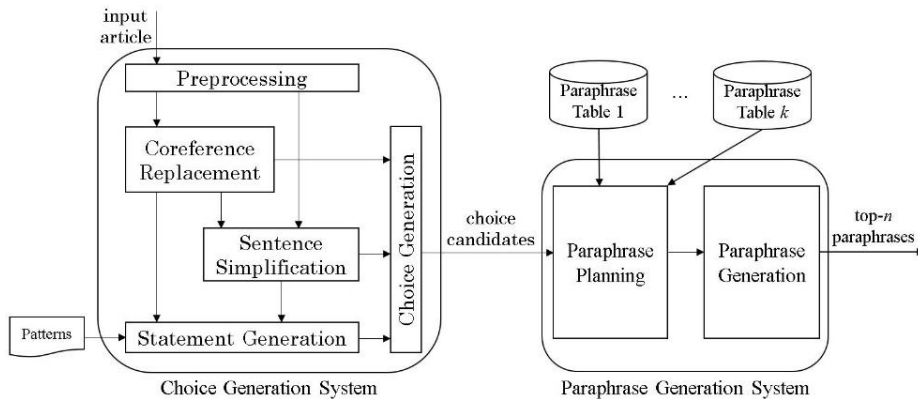 input
article
Preprocessing
Coreference
Replacement
Sentence
Simplification
Statement Generation
Choice Generation
Patterns
Choice Generation System
choice
candidates
Paraphrase
Table 1
...
Paraphrase
Table k
Paraphrase
Planning
Paraphrase
Generation
Paraphrase Generation System
top-n
paraphrases